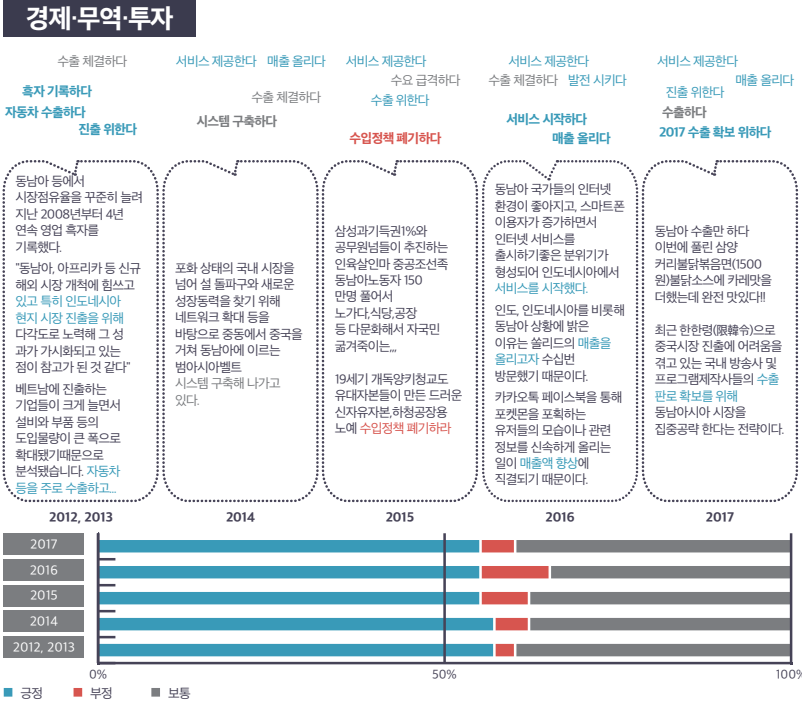 경제·무역·투자
수출 체결하다
흑자 기록하다
자동차 수출하다
진출 위한다
서비스 제공한다 매출 올리다
수출 체결하다
시스템 구축하다
서비스 제공한다
수요 급격하다
수출 위한다
수입정책 폐기하다
서비스 제공한다
수출 체결하다 발전 시키다
서비스 시작하다
매출 올리다
서비스 제공한다
매출 올리다
진출 위한다
수출하다
2017 수출 확보 위하다
동남아 등에서
시장점유율을 꾸준히 늘려
지난 2008년부터 4년
연속 영업 흑자를
기록했다.
"동남아, 아프리카 등 신규
해외 시장 개척에 힘쓰고
있고 특히 인도네시아
현지 시장 진출을 위해
다각도로 노력해 그 성
과가 가시화되고 있는
점이 참고가 된 것 같다"
베트남에 진출하는
기업들이 크게 늘면서
설비와 부품 등의
도입물량이 큰 폭으로
확대됐기때문으로
분석됐습니다. 자동차
등을 주로 수출하고...
2012, 2013
포화 상태의 국내 시장을
넘어 설 돌파구와 새로운
성장동력을 찾기 위해
네트워크 확대 등을
바탕으로 중동에서 중국을
거쳐 동남아에 이르는
범아시아벨트
시스템 구축해 나가고
있다.
2014
삼성과기득권1%와
공무원넘들이 추진하는
인육살인마 중공조선족
동남아노동자 150
만명 풀어서
노가다,식당,공장
등 다문화해서 자국민
굶겨죽이는,,,
19세기 개독양키청교도
유대자본들이 만든 드러운
신자유자본,하청공장용
노예 수입정책 폐기하라
2015
동남아 국가들의 인터넷
환경이 좋아지고, 스마트폰
이용자가 증가하면서
인터넷 서비스를
출시하기좋은 분위기가
형성되어 인도네시아에서
서비스를 시작했다.
인도, 인도네시아를 비롯해
동남아 상황에 밝은
이유는 쏠리드의 매출을
올리고자 수십번
방문했기 때문이다.
카카오톡 페이스북을 통해
포켓몬을 포획하는
유저들의 모습이나 관련
정보를 신속하게 올리는
일이 매출액 향상에
직결되기 때문이다.
2016
동남아 수출만 하다
이번에 풀린 삼양
커리불닭볶음면(1500
원)불닭소스에 카레맛을
더했는데 완전 맛있다!!
최근 한한령(限韓令)으로
중국시장 진출에 어려움을
겪고 있는 국내 방송사 및
프로그램제작사들의 수출
판로 확보를 위해
동남아시아 시장을
집중공략 한다는 전략이다.
2017
2017
2016
2015
2014
2012, 2013
0% 50% 100%
긍정 부정 보통